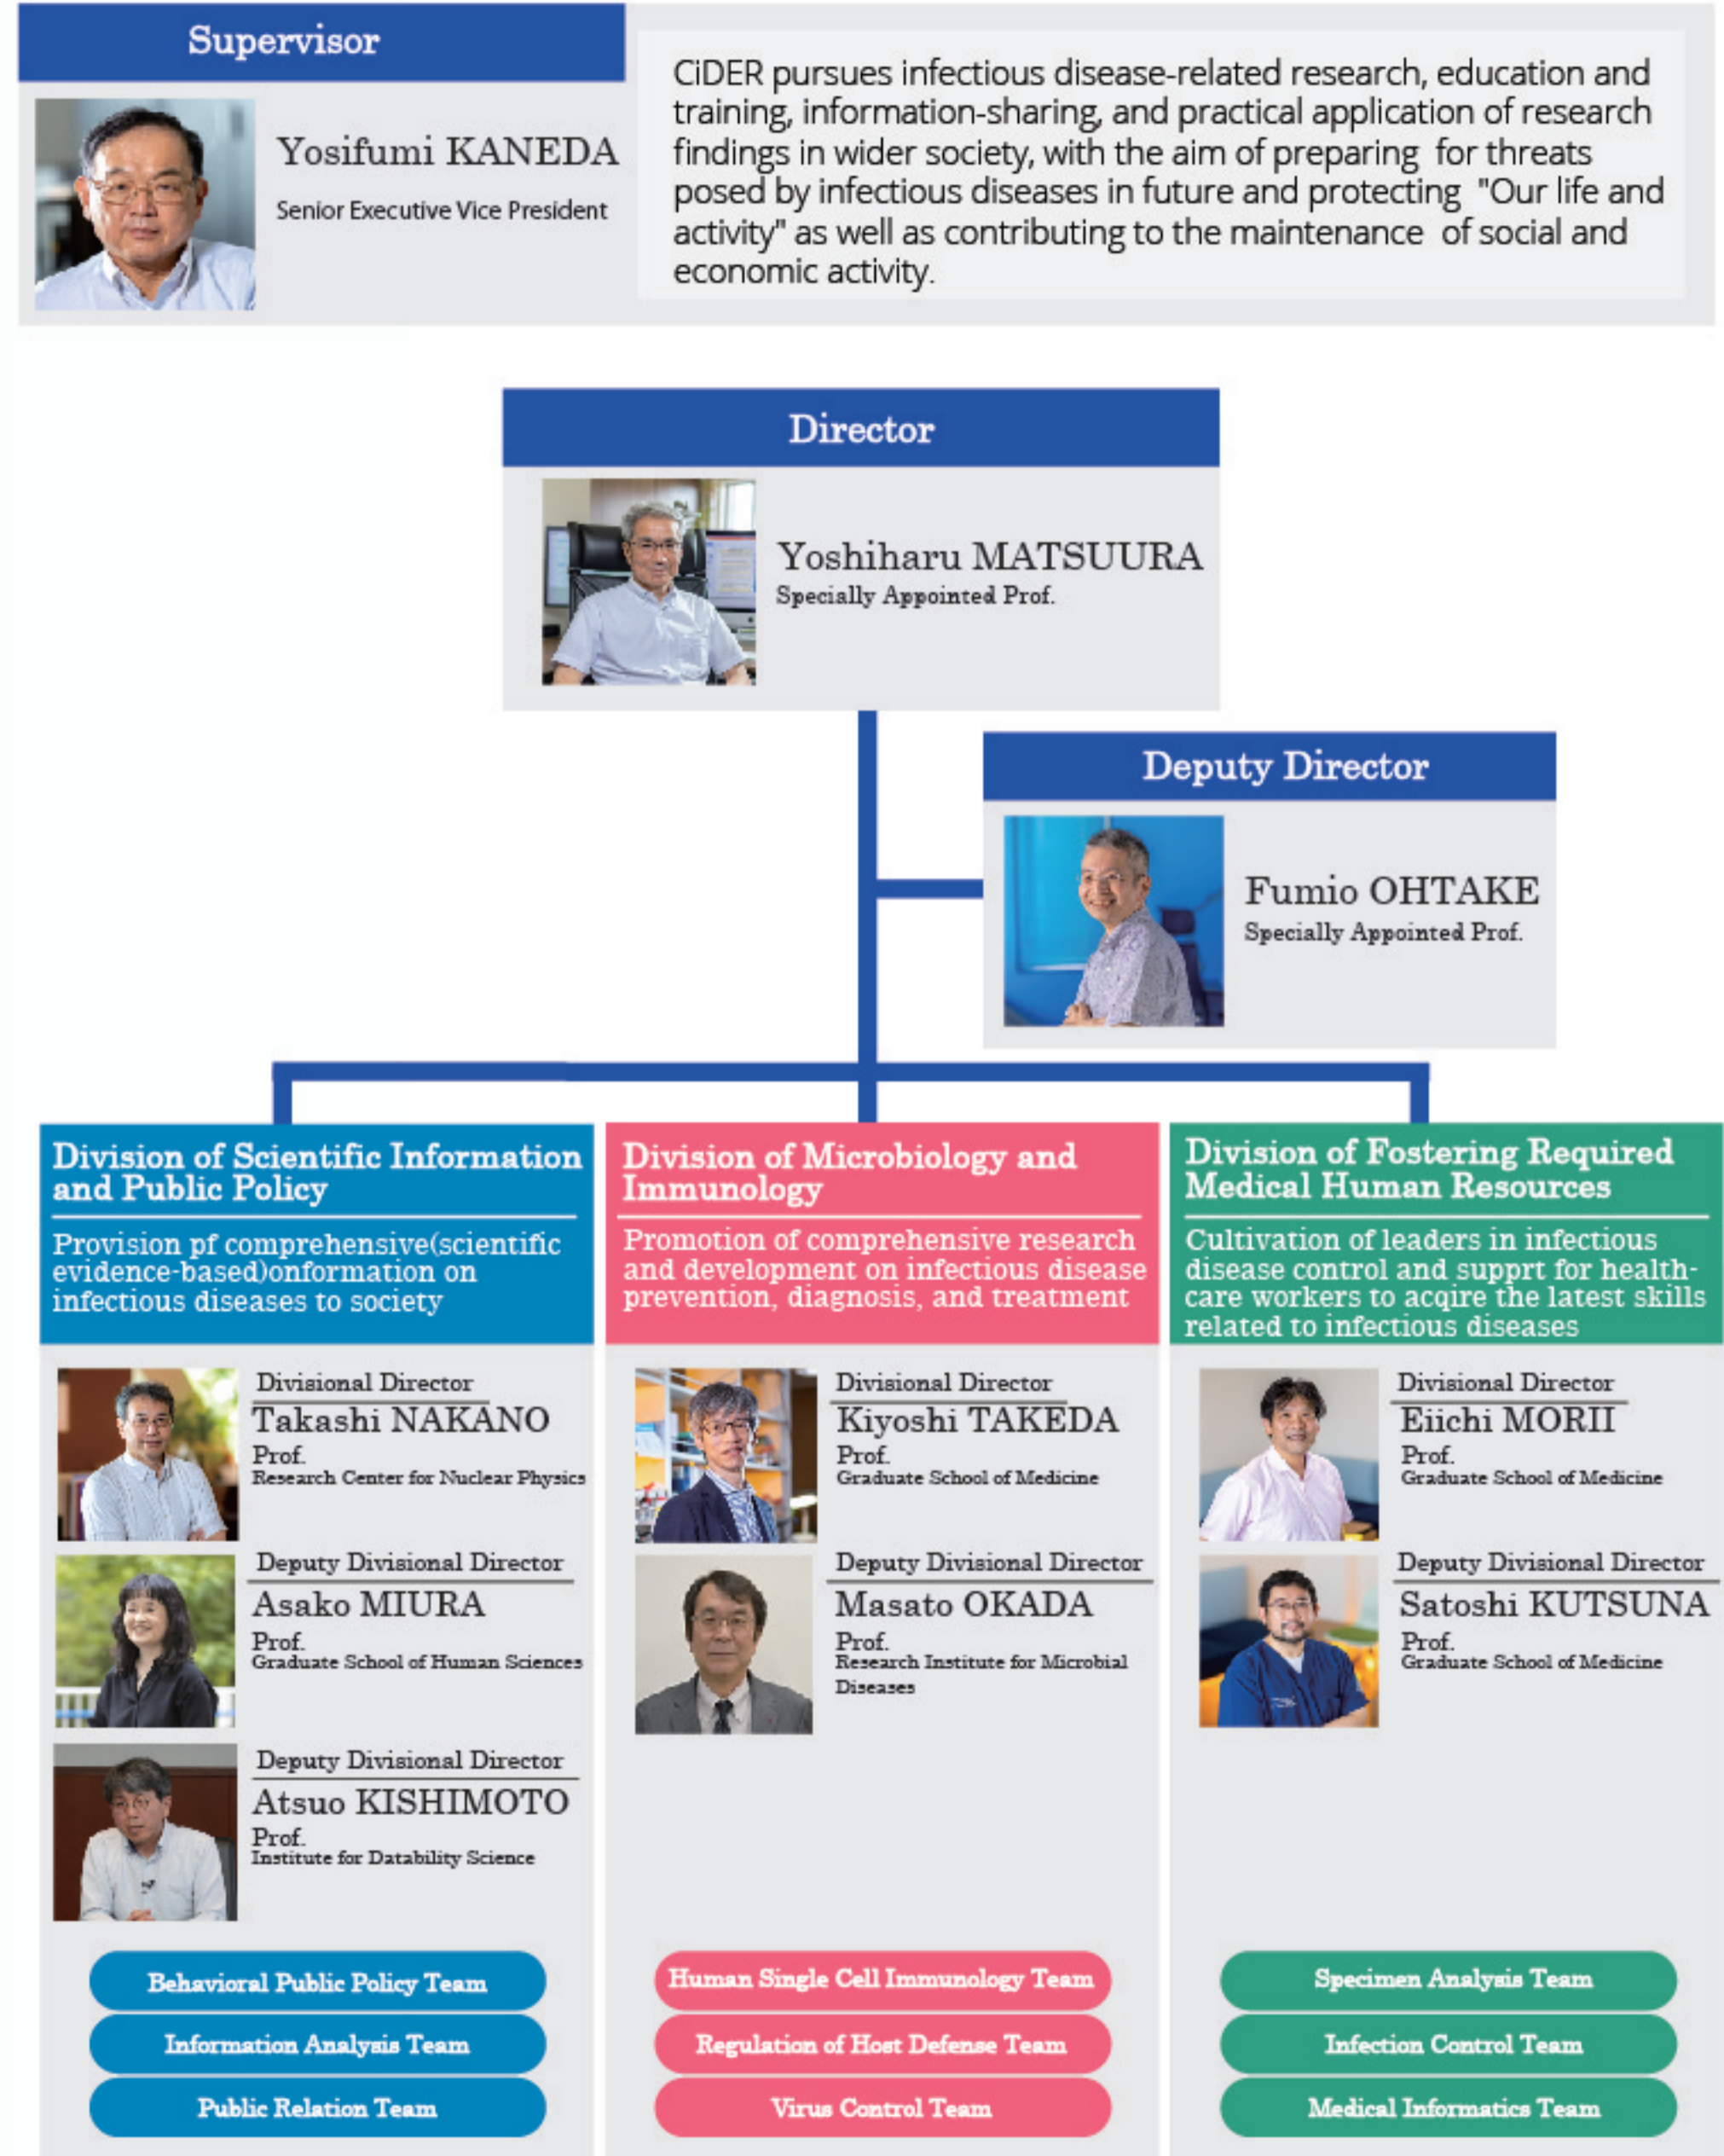 Supervisor
Yosifumi KANEDA
Senior Executive Vice President
CiDER pursues infectious disease-related research, education and
training, information-sharing, and practical application of research
findings in wider society, with the aim of preparing for threats
posed by infectious diseases in future and protecting "Our life and
activity" as well as contributing to the maintenance of social and
economic activity.
Director
Yoshiharu MATSUURA
Specially Appointed Prof.
Deputy Director
Fumio OHTAKE
Specially Appointed Prof.
Division of Scientific Information
and Public Policy
Provision pf comprehensive(scientific
evidence-based)onformation on
infectious diseases to society
Divisional Director
Takashi NAKANO
Prof.
Research Center for Nuclear Physics
Deputy Divisional Director
Asako MIURA
Prof.
Graduate School of Human Sciences
Deputy Divisional Director
Atsuo KISHIMOTO
Prof.
Institute for Datability Science
Behavioral Public Policy Team
Information Analysis Team
Public Relation Team
Division of Microbiology and
Immunology
Promotion of comprehensive research
and development on infectious disease
prevention, diagnosis, and treatment
Divisional Director
Kiyoshi TAKEDA
Prof.
Graduate School of Medicine
Deputy Divisional Director
Masato OKADA
Prof.
Research Institute for Microbial
Diseases
Human Single Cell Immunology Team
Regulation of Host Defense Team
Virus Control Team
Division of Fostering Required
Medical Human Resources
Cultivation of leaders in infectious
disease control and supprt for health-
care workers to acqire the latest skills
related to infectious diseases
Divisional Director
Eiichi MORII
Prof.
Graduate School of Medicine
Deputy Divisional Director
Satoshi KUTSUNA
Prof.
Graduate School of Medicine
Specimen Analysis Team
Infection Control Team
Medical Informatics Team